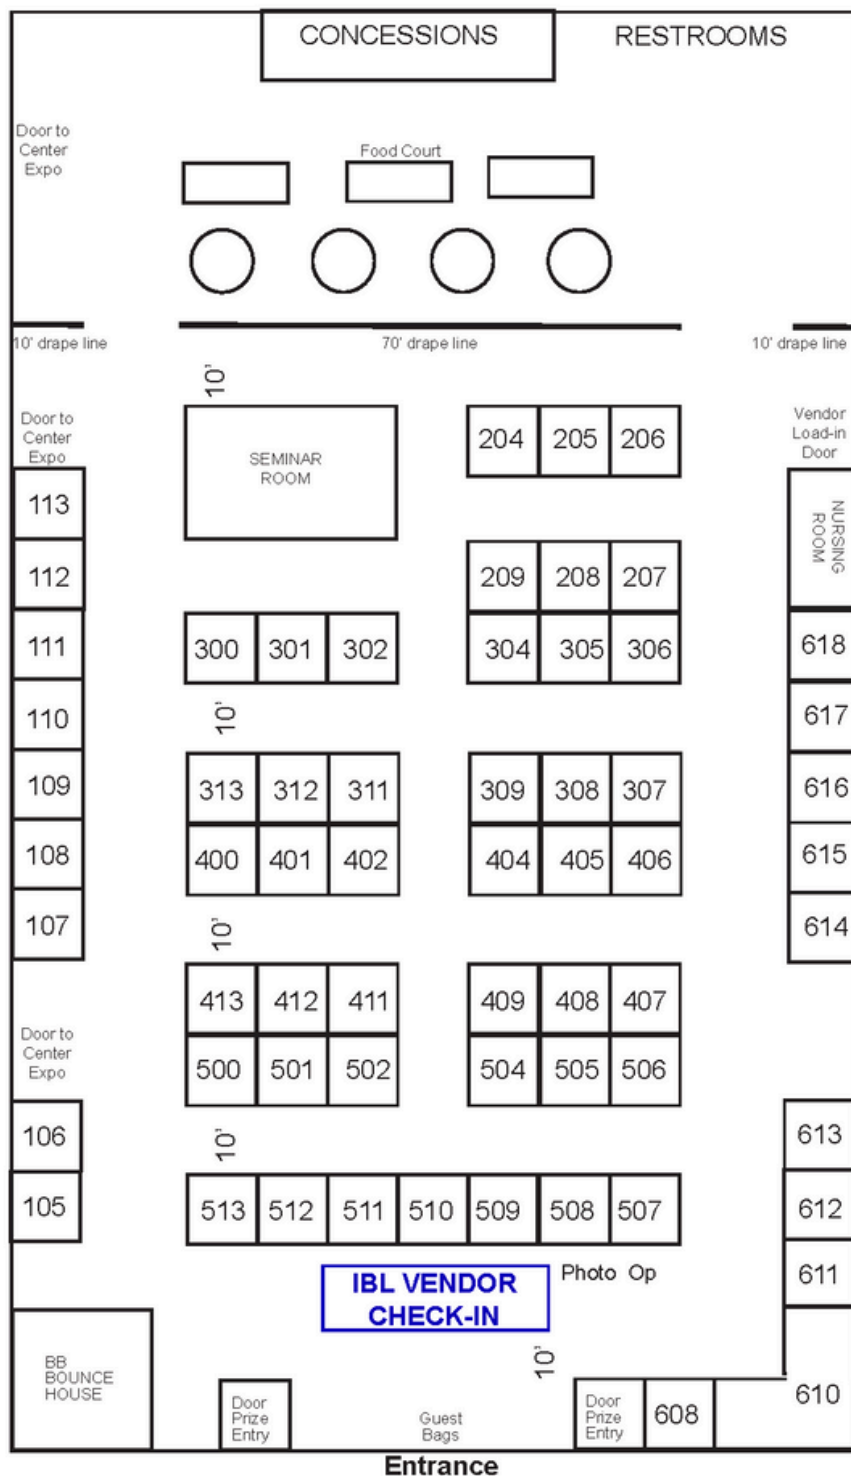 CONCESSIONS
RESTROOMS
Door to
Center
Expo
Food Court
10' drape line
70' drape line
10' drape line
10'
Door to
Center
Expo
SEMINAR
ROOM
204 205 206
Vendor
Load-in
Door
113
NURSING
ROOM
112
209 208 207
111
300 301 302
304 305 306
618
110
10'
617
109
313 312 311
309 308 307
616
108
400 401 402
404 405 406
615
107
10'
614
413 412 411
409 408 407
Door to
Center
Expo
500 501 502
504 505 506
106
10'
613
105
513 512 511 510 509 508 507
612
IBL VENDOR
CHECK-IN
Photo Op
611
BB
BOUNCE
HOUSE
10'
Door
Prize
Entry
Guest
Bags
Door
Prize
Entry
608
610
Entrance